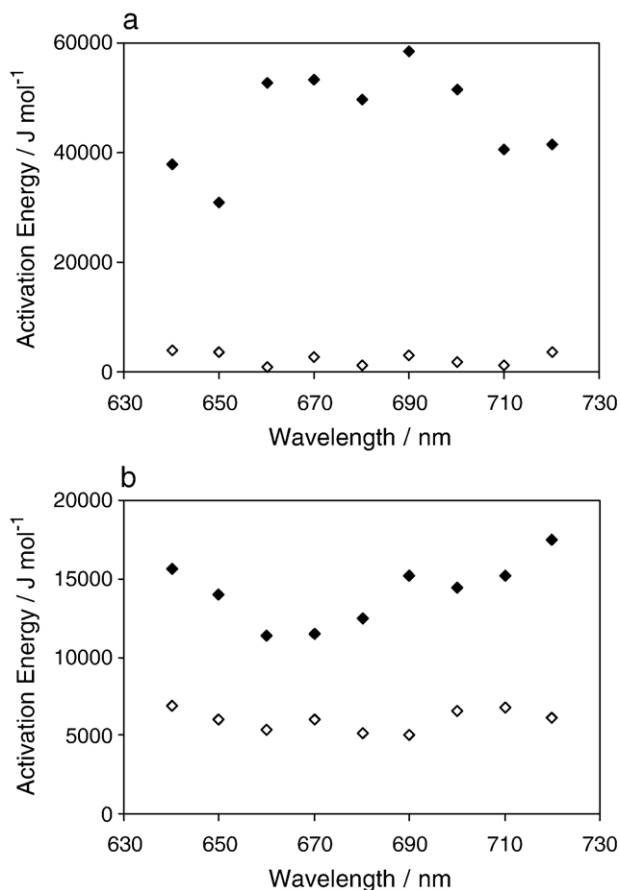 a
60000
40000
20000
0
Activation Energy / J mol⁻¹
630 650 670 690 710 730
Wavelength / nm
b
20000
15000
10000
5000
0
Activation Energy / J mol⁻¹
630 650 670 690 710 730
Wavelength / nm